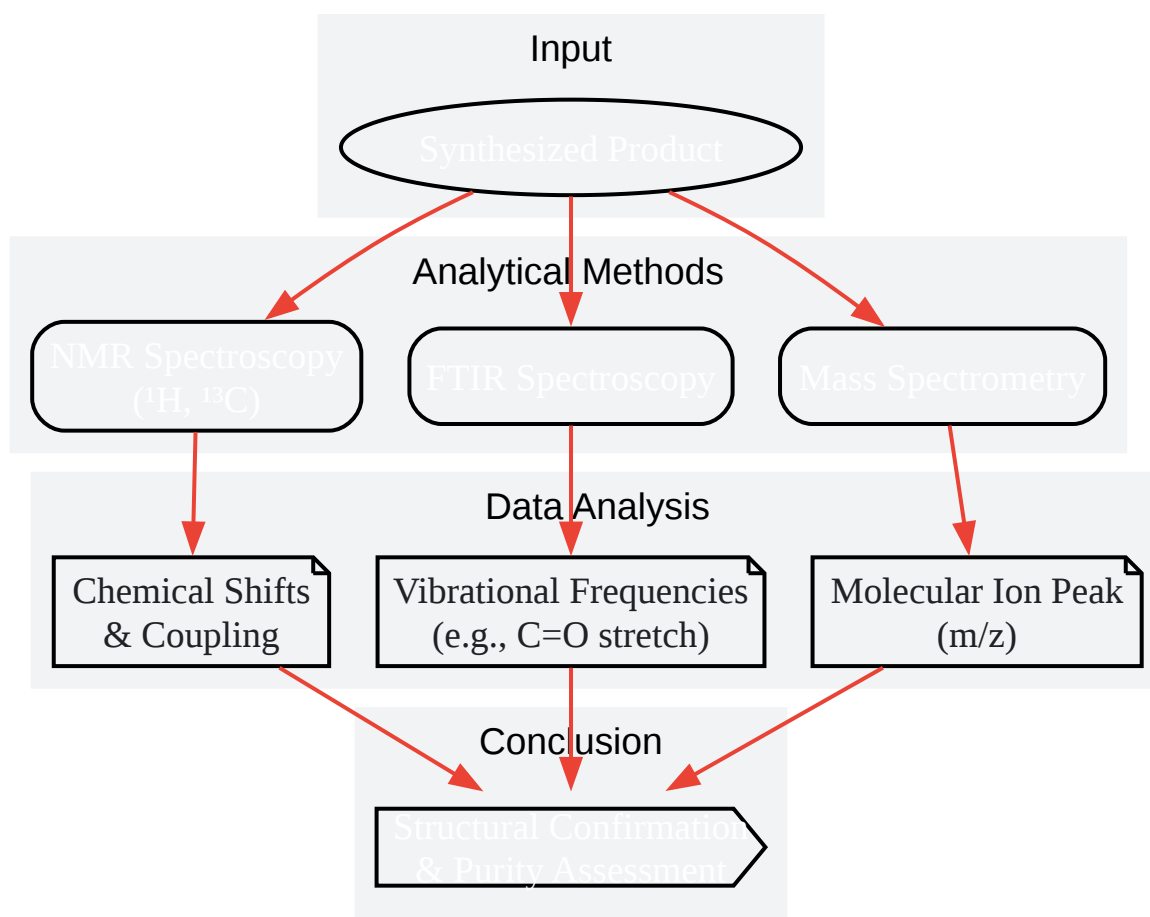 Input
Synthesized Product
Analytical Methods
NMR Spectroscopy
(¹H, ¹³C)
FTIR Spectroscopy
Mass Spectrometry
Data Analysis
Chemical Shifts
& Coupling
Vibrational Frequencies
(e.g., C=O stretch)
Molecular Ion Peak
(m/z)
Conclusion
Structural Confirmation
& Purity Assessment